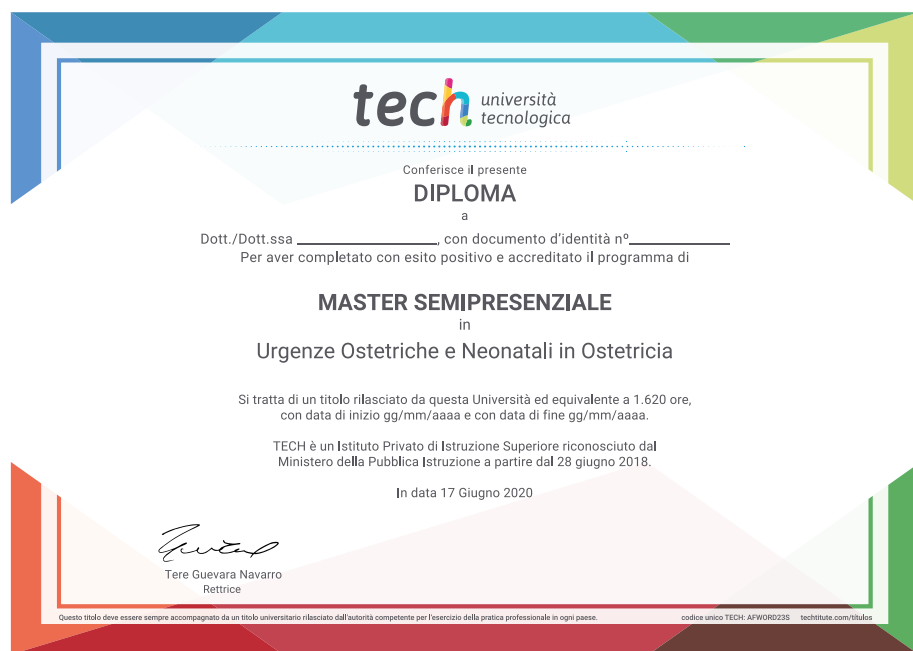 tech università
tecnologica
Conferisce il presente
DIPLOMA
a
Dott./Dott.ssa ____________________, con documento d'identità nº______________
Per aver completato con esito positivo e accreditato il programma di
MASTER SEMIPRESENZIALE
in
Urgenze Ostetriche e Neonatali in Ostetricia
Si tratta di un titolo rilasciato da questa Università ed equivalente a 1.620 ore,
con data di inizio gg/mm/aaaa e con data di fine gg/mm/aaaa.
TECH è un Istituto Privato di Istruzione Superiore riconosciuto dal
Ministero della Pubblica Istruzione a partire dal 28 giugno 2018.
In data 17 Giugno 2020
Tere Guevara Navarro
Rettrice
Questo titolo deve essere sempre accompagnato da un titolo universitario rilasciato dall'autorità competente per l'esercizio della pratica professionale in ogni paese. codice unico TECH: AFWORD23S techtitute.com/titulos